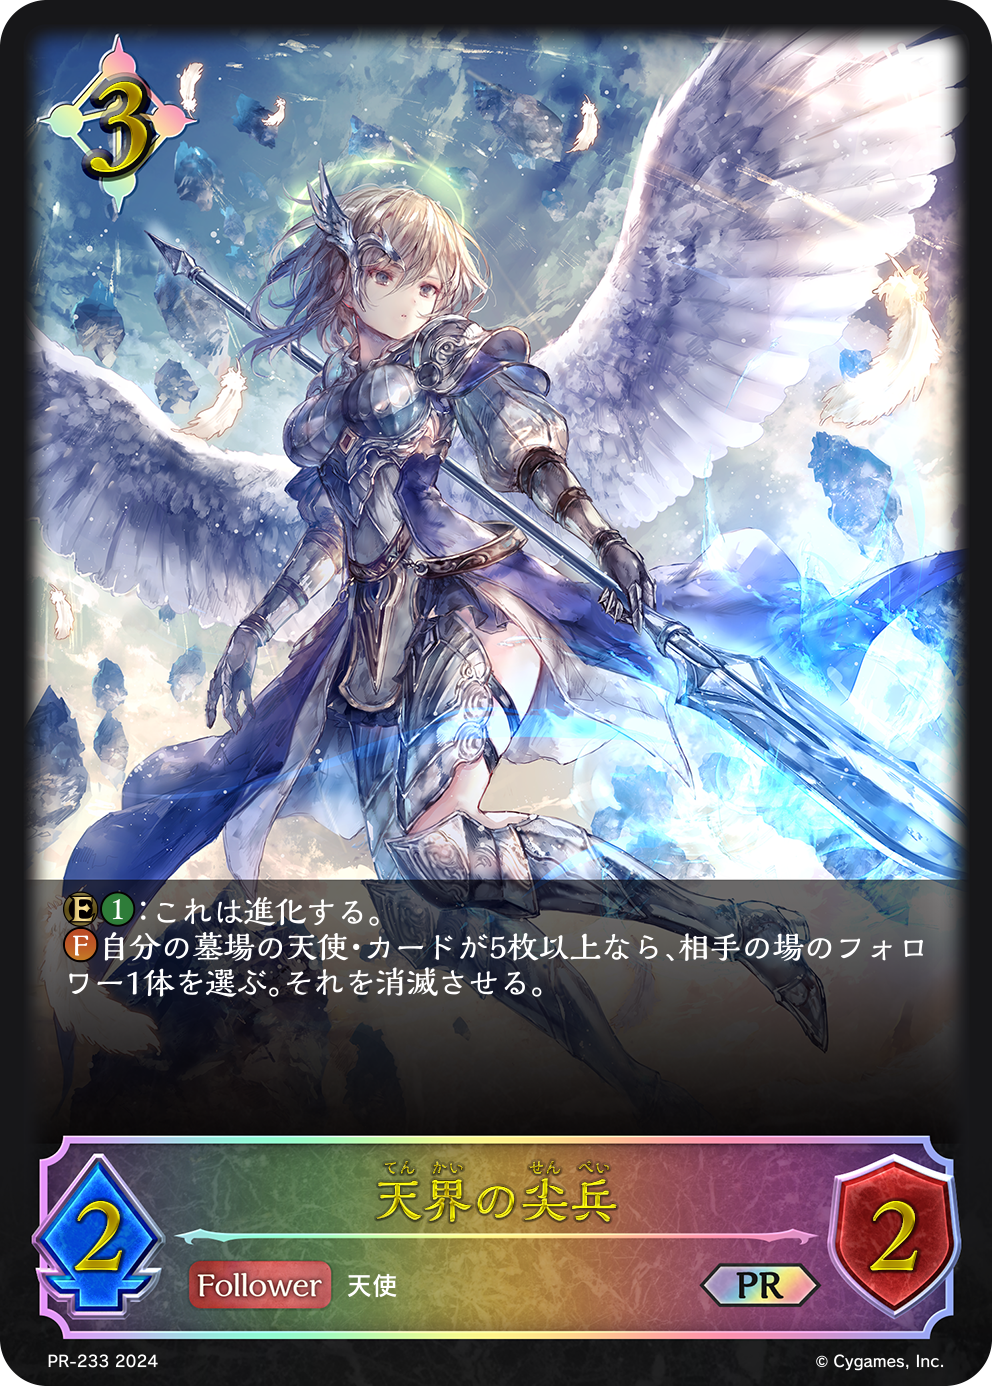 3
E1：これは進化する。
F 自分の墓場の天使・カードが5枚以上なら、相手の場のフォロ
ワー1体を選ぶ。それを消滅させる。
てん かい せん ぺい
天界の尖兵
2
2
Follower 天使
PR
PR-233 2024
© Cygames, Inc.